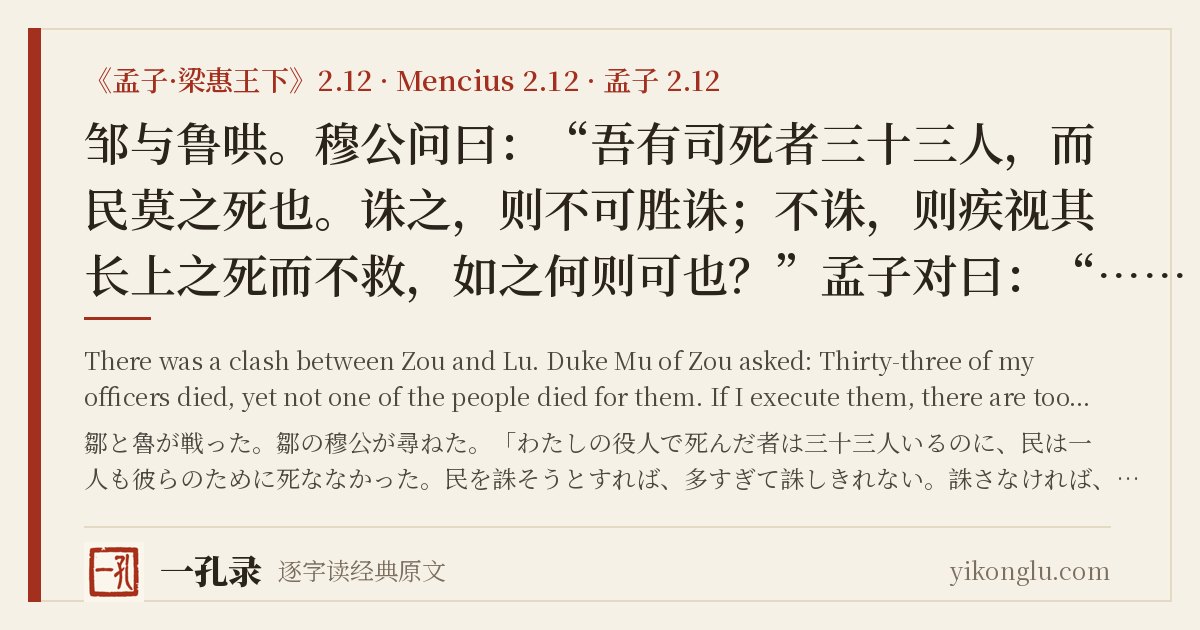 《孟子·梁惠王下》2.12 · Mencius 2.12 · 孟子 2.12
邹与鲁哄。穆公问曰：“吾有司死者三十三人，而
民莫之死也。诛之，则不可胜诛；不诛，则疾视其
长上之死而不救，如之何则可也？”孟子对曰：“……
There was a clash between Zou and Lu. Duke Mu of Zou asked: Thirty-three of my
officers died, yet not one of the people died for them. If I execute them, there are too...
鄒と魯が戦った。鄒の穆公が尋ねた。「わたしの役人で死んだ者は三十三人いるのに、民は一
人も彼らのために死ななかった。民を誅そうとすれば、多すぎて誅しきれない。誅さなければ、…
一孔
一孔录 逐字读经典原文 yikonglu.com